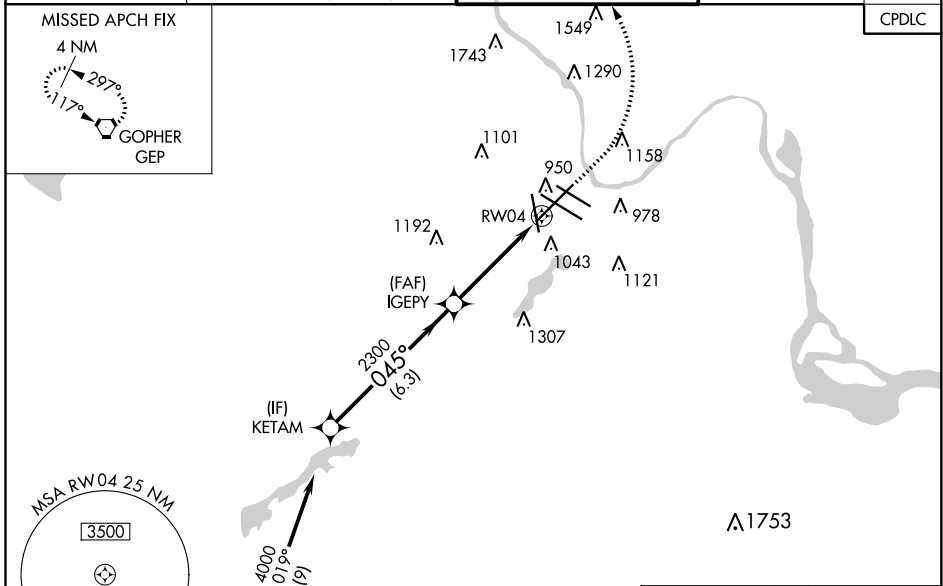 MISSED APCH FIX
4 NM
297°
117°
GOPHER
GEP
CPDLC
1549
1743
1290
1101
1158
950
RW04
978
1192
1043
1121
(FAF)
IGEPY
1307
2300
045°
(6.3)
(IF)
KETAM
MSA RW04 25 NM
3500
4000
019°
(9)
1753